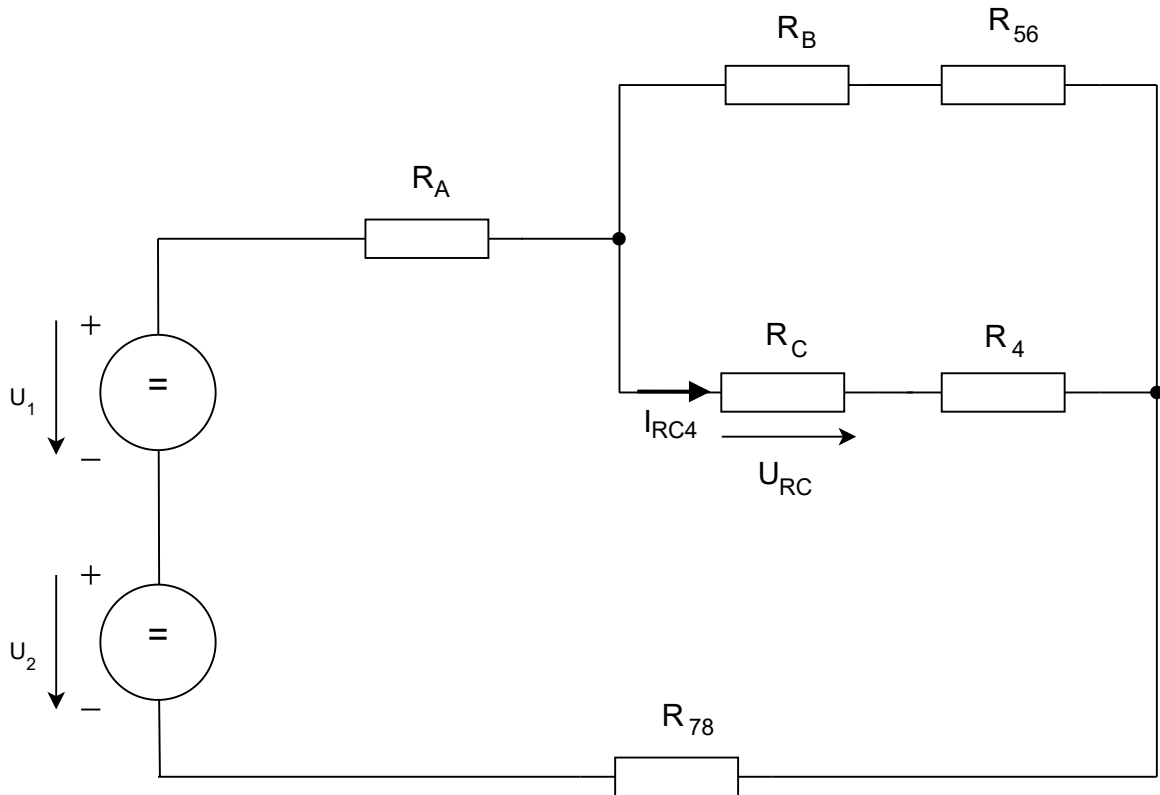 R_B
R_56
R_A
+
U_1
=
−
R_C
R_4
I_RC4
U_RC
+
U_2
=
−
R_78